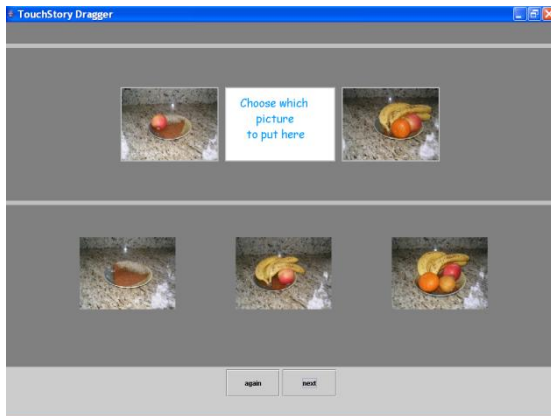 TouchStory Dragger
Choose which
picture
to put here
again
next